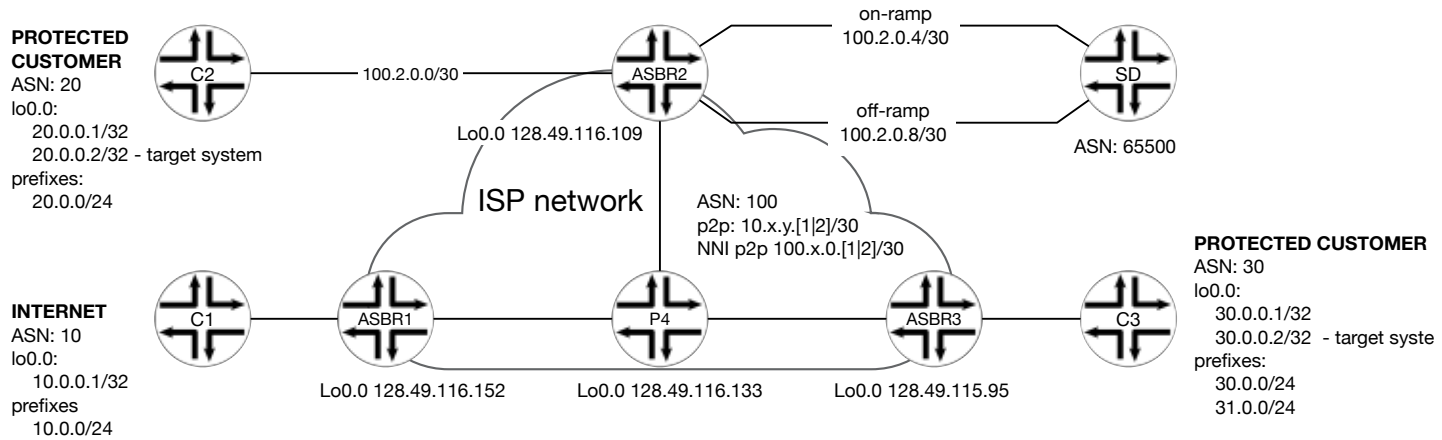 PROTECTED
CUSTOMER
ASN: 20
lo0.0:
20.0.0.1/32
20.0.0.2/32 - target system
prefixes:
20.0.0/24
C2
100.2.0.0/30
ASBR2
on-ramp
100.2.0.4/30
SD
off-ramp
100.2.0.8/30
ASN: 65500
Lo0.0 128.49.116.109
ISP network
ASN: 100
p2p: 10.x.y.[1|2]/30
NNI p2p 100.x.0.[1|2]/30
INTERNET
ASN: 10
lo0.0:
10.0.0.1/32
prefixes
10.0.0/24
C1
ASBR1
P4
ASBR3
C3
Lo0.0 128.49.116.152
Lo0.0 128.49.116.133
Lo0.0 128.49.115.95
PROTECTED CUSTOMER
ASN: 30
lo0.0:
30.0.0.1/32
30.0.0.2/32 - target syste
prefixes:
30.0.0/24
31.0.0/24